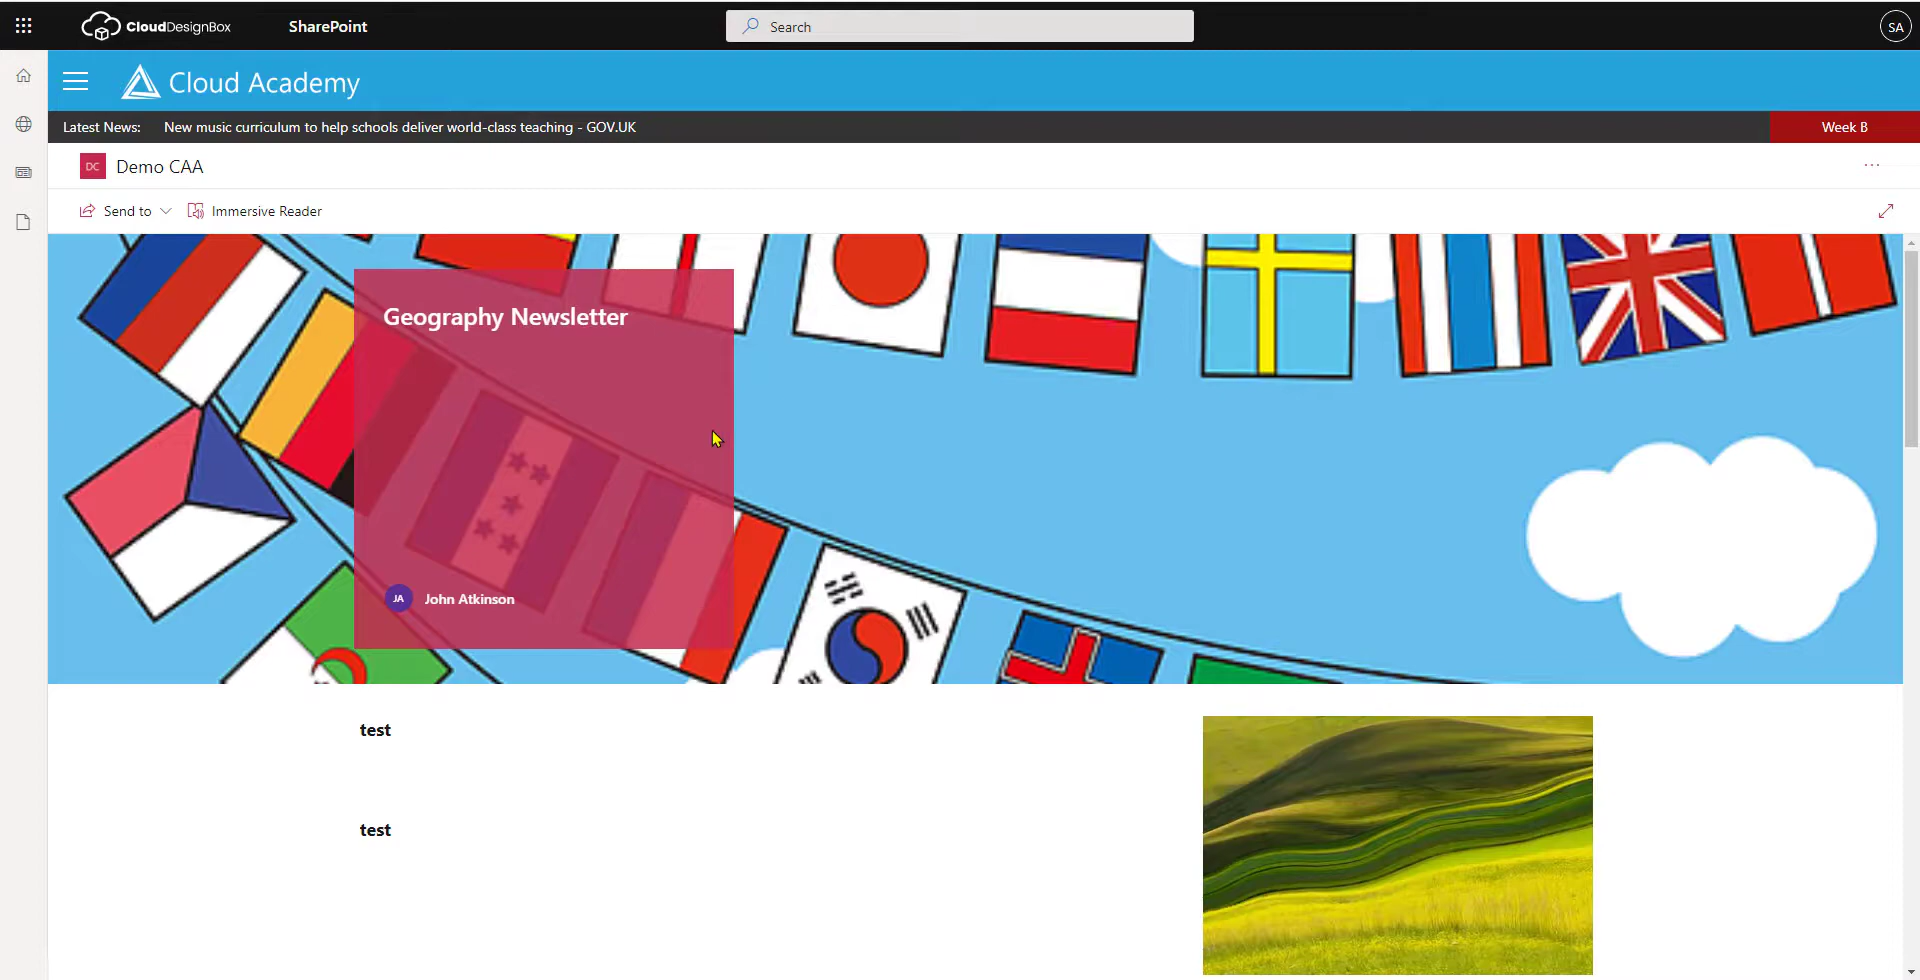 CloudDesignBox
SharePoint
Search
SA
Cloud Academy
Latest News: New music curriculum to help schools deliver world-class teaching - GOV.UK
Week B
DC Demo CAA
Send to
Immersive Reader
Geography Newsletter
JA John Atkinson
test
test